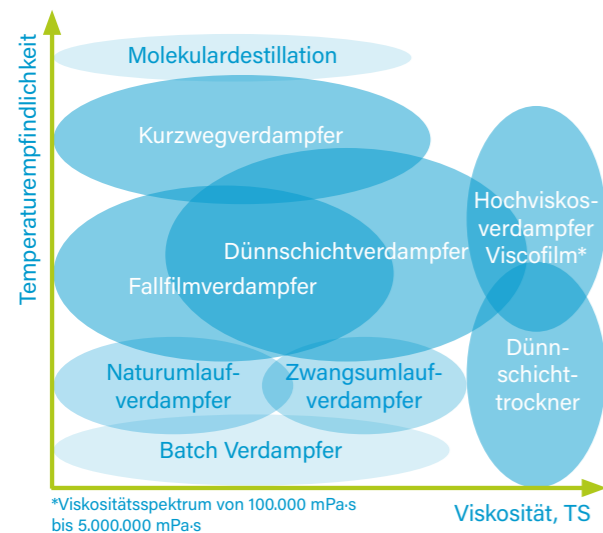 Temperaturempfindlichkeit
Molekulardestillation
Kurzwegverdampfer
Hochviskos-
verdampfer
Viscofilm*
Dünnschichtverdampfer
Fallfilmverdampfer
Dünn-
schicht-
trockner
Naturumlauf-
verdampfer
Zwangsumlauf-
verdampfer
Batch Verdampfer
*Viskositätsspektrum von 100.000 mPa·s
bis 5.000.000 mPa·s
Viskosität, TS